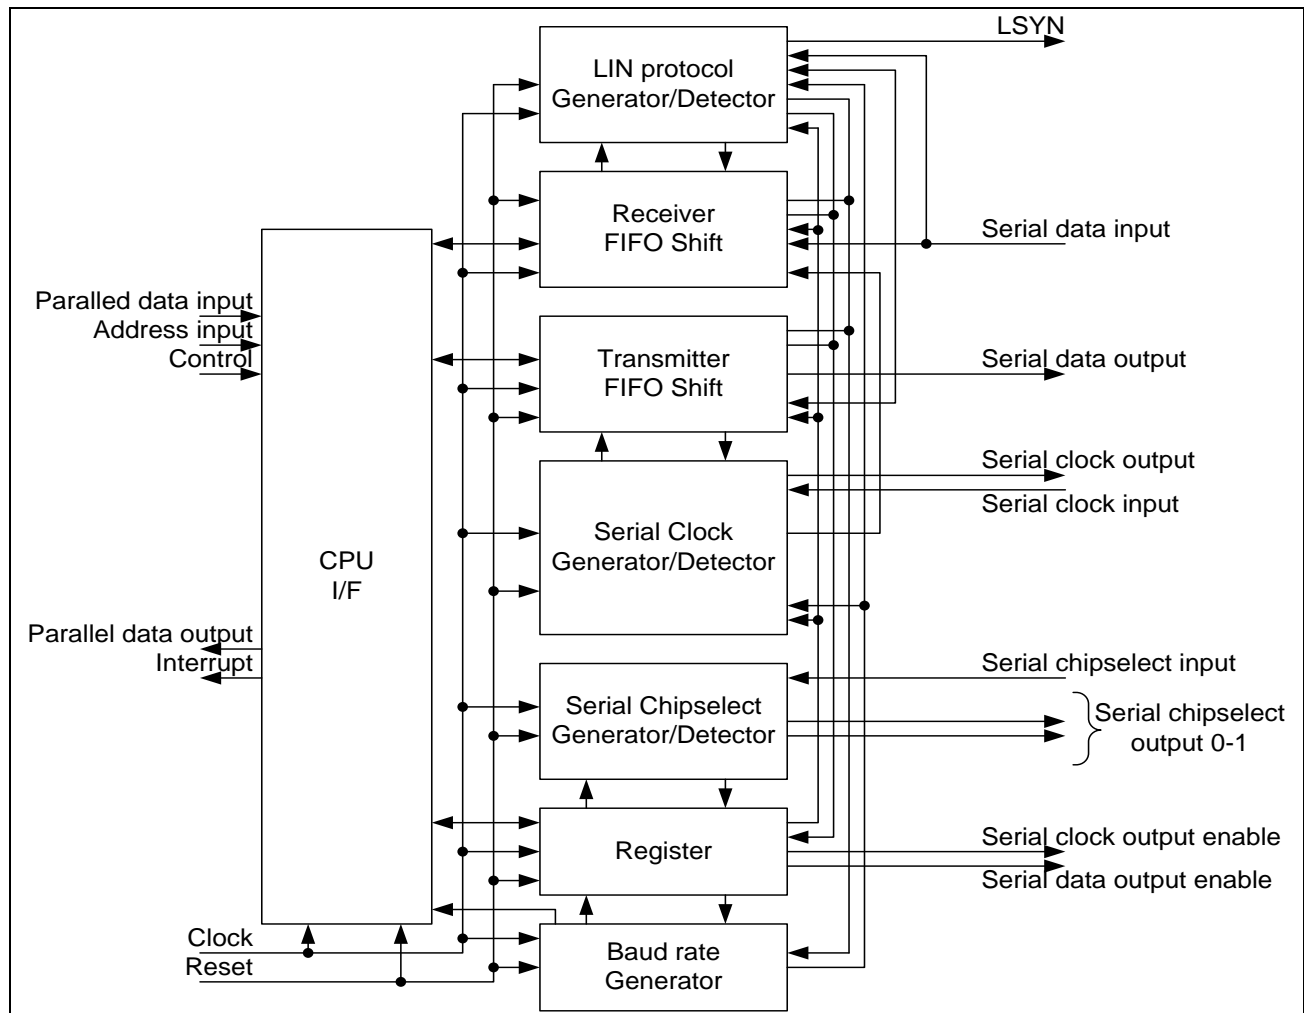 LSYN
LIN protocol
Generator/Detector
Receiver
FIFO Shift
Serial data input
Paralled data input
Address input
Control
Transmitter
FIFO Shift
Serial data output
Serial clock output
Serial clock input
Serial Clock
Generator/Detector
CPU
I/F
Parallel data output
Interrupt
Serial chipselect input
Serial Chipselect
Generator/Detector
Serial chipselect
output 0-1
Register
Serial clock output enable
Serial data output enable
Clock
Reset
Baud rate
Generator